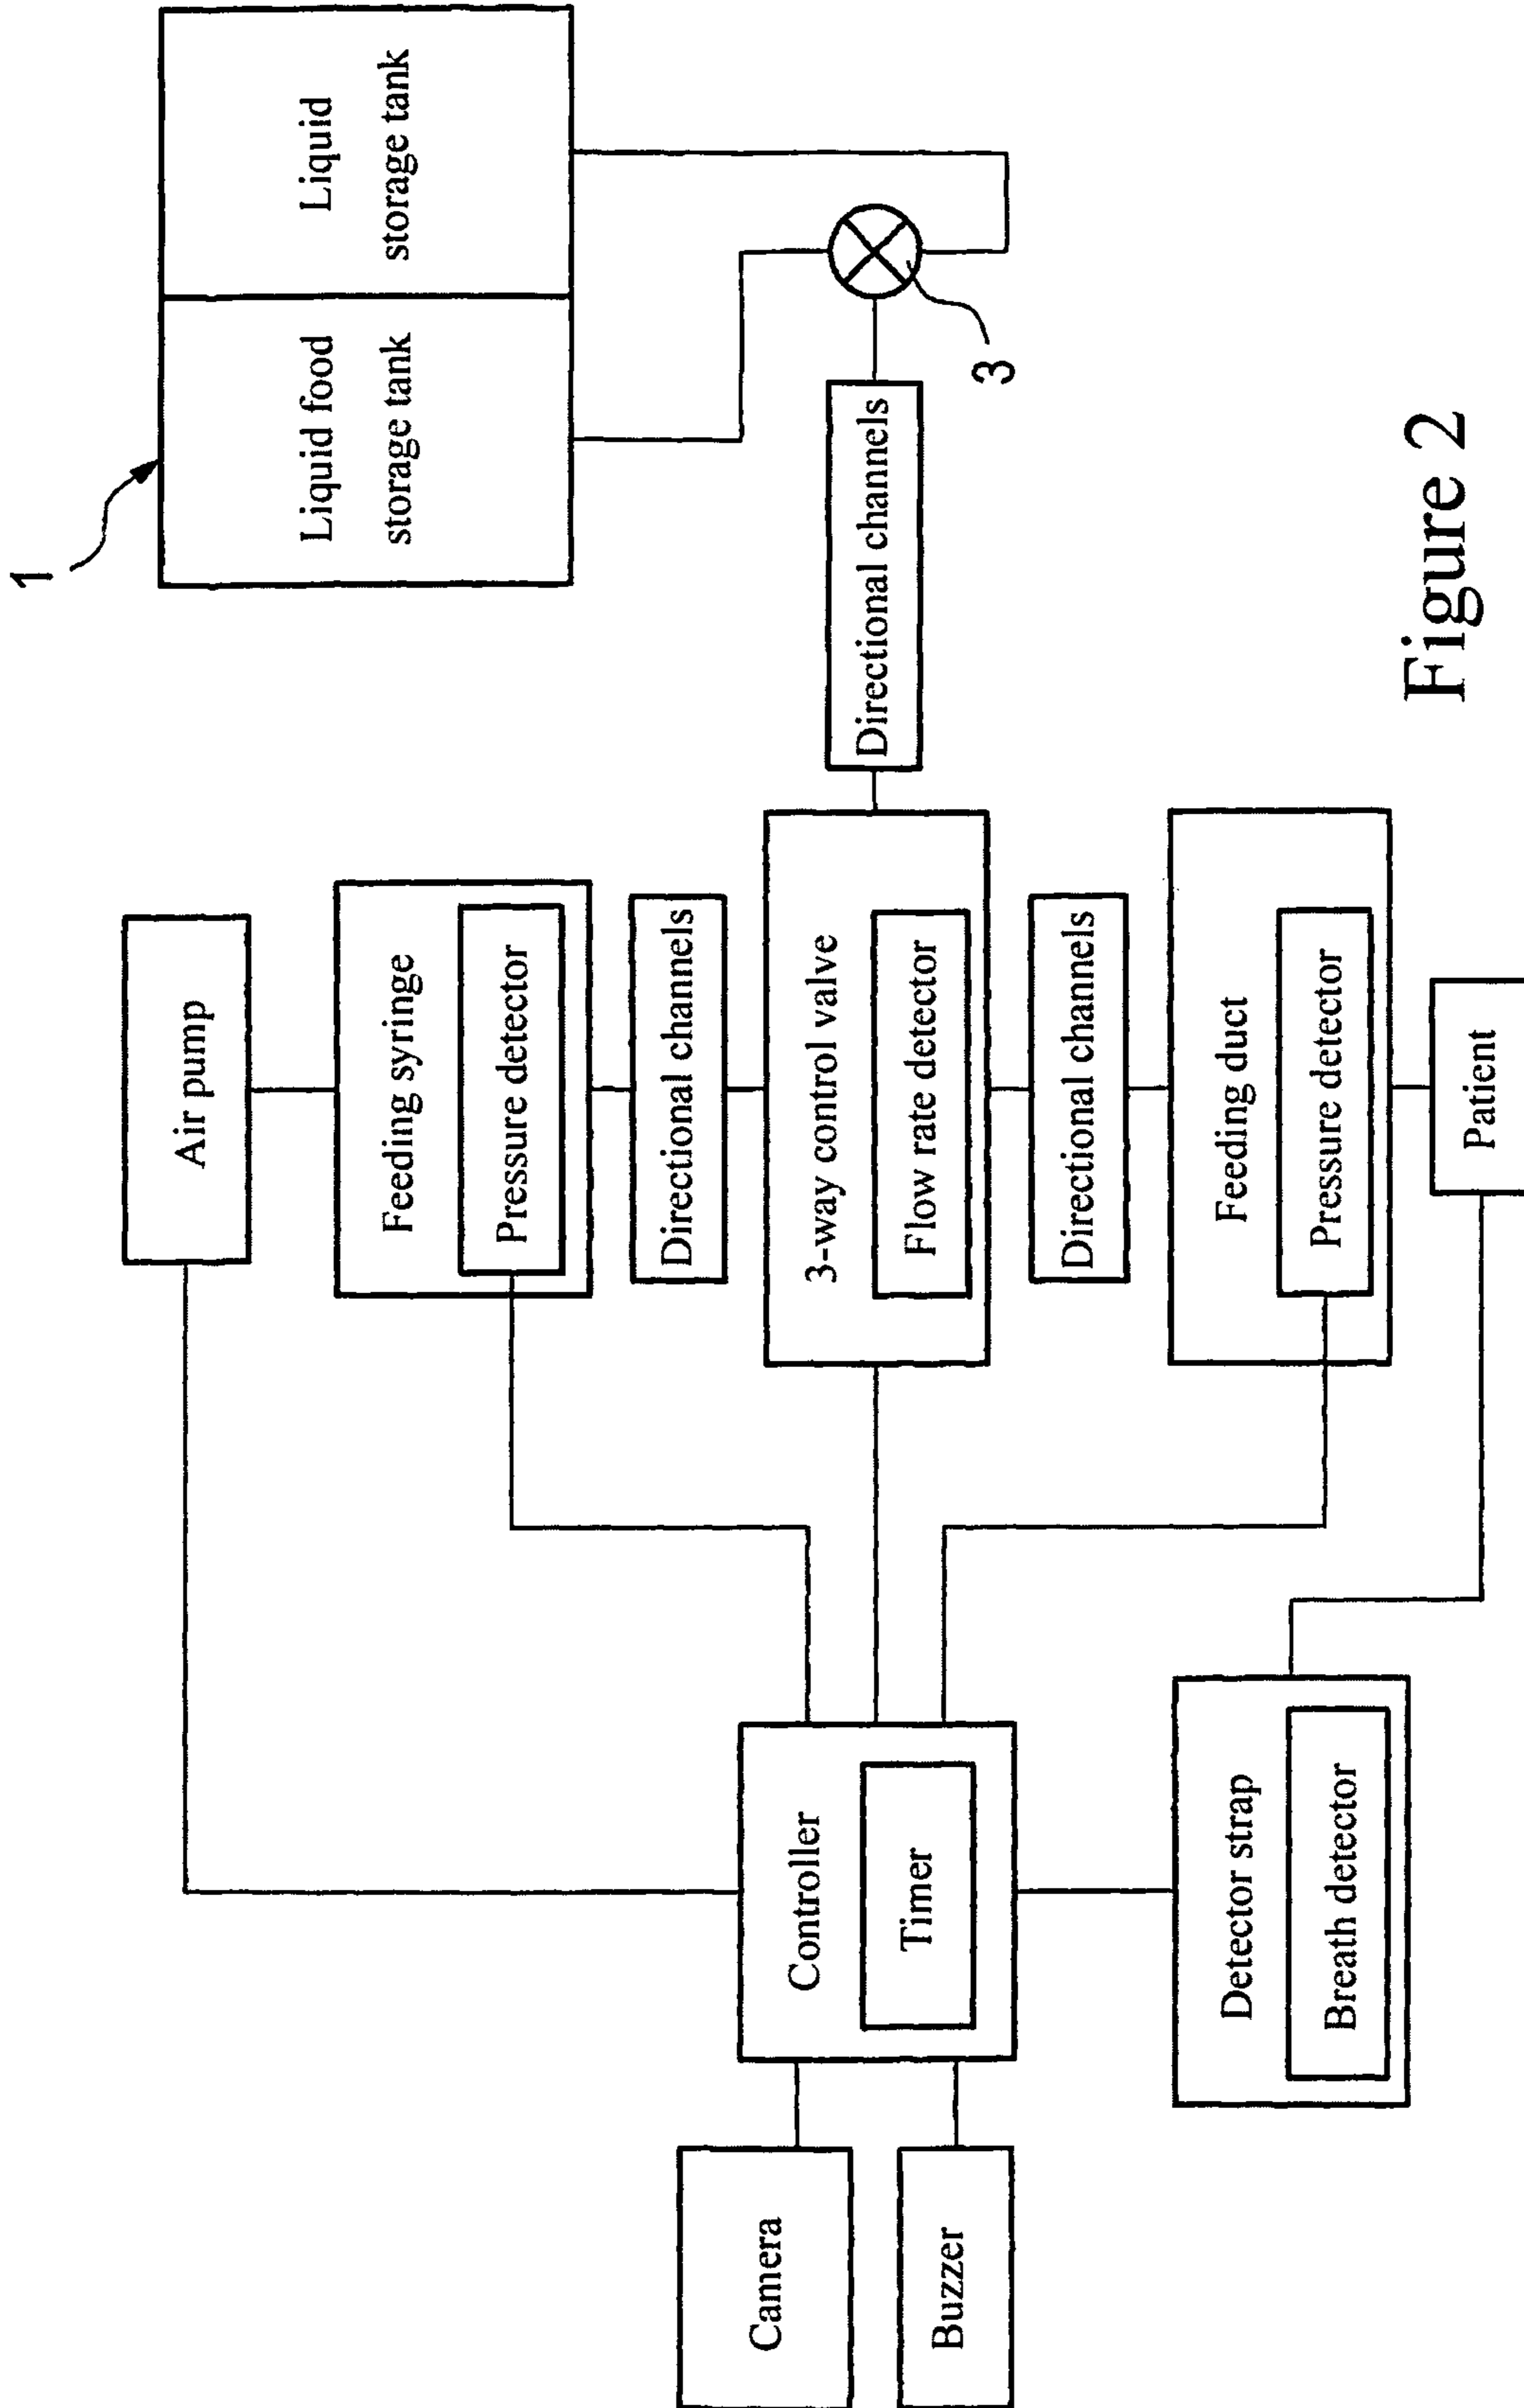 1
Liquid food
storage tank
Liquid
storage tank
3
Directional channels
Air pump
Feeding syringe
Pressure detector
Directional channels
3-way control valve
Flow rate detector
Directional channels
Feeding duct
Pressure detector
Patient
Controller
Timer
Camera
Buzzer
Detector strap
Breath detector
Figure 2